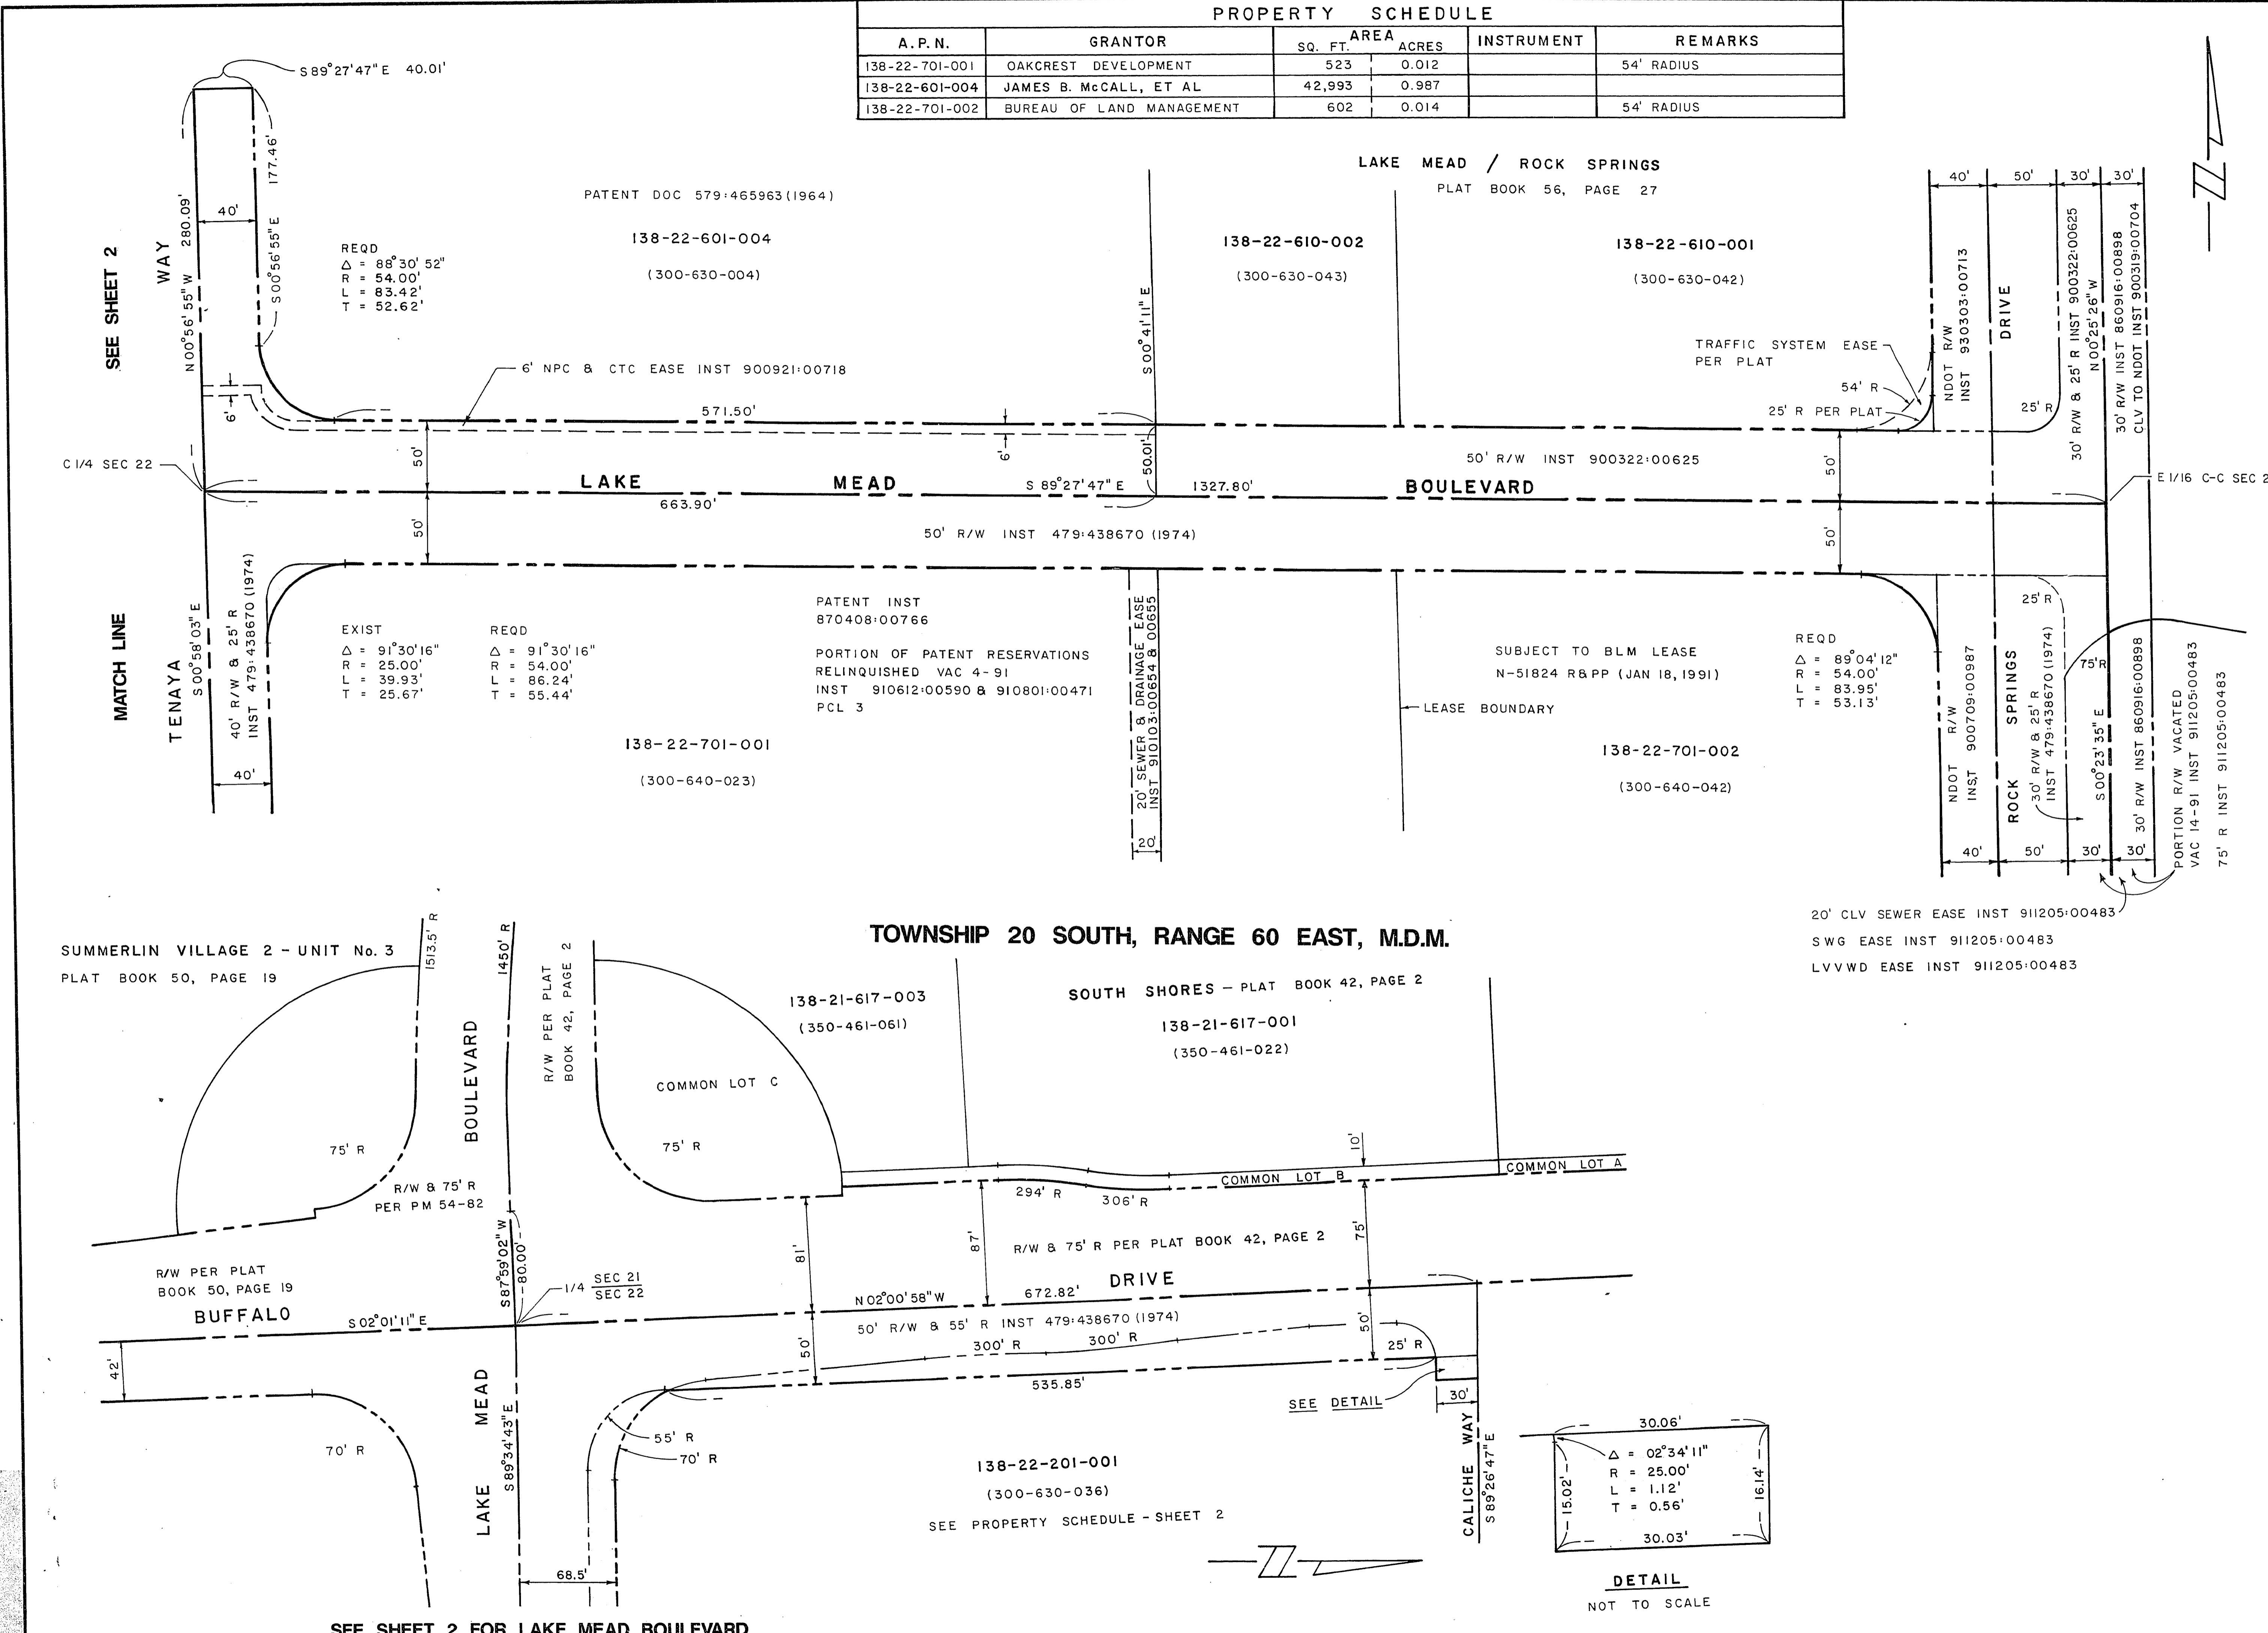 PROPERTY SCHEDULE
A.P.N. GRANTOR AREA SQ. FT. ACRES INSTRUMENT REMARKS
138-22-701-001 OAKCREST DEVELOPMENT 523 0.012 54' RADIUS
138-22-601-004 JAMES B. McCALL, ET AL 42,993 0.987
138-22-701-002 BUREAU OF LAND MANAGEMENT 602 0.014 54' RADIUS
S 89°27'47" E 40.01'
177.46'
S 00°56'55" E
280.09'
N 00°56'55" W
40'
SEE SHEET 2
WAY
PATENT DOC 579:465963 (1964)
138-22-601-004
(300-630-004)
REQD
Δ = 88°30'52"
R = 54.00'
L = 83.42'
T = 52.62'
6' NPC & CTC EASE INST 900921:00718
6'
571.50'
6'
S 00°41'11" E
50.01'
LAKE MEAD / ROCK SPRINGS
PLAT BOOK 56, PAGE 27
138-22-610-002
(300-630-043)
138-22-610-001
(300-630-042)
TRAFFIC SYSTEM EASE
PER PLAT
54' R
25' R PER PLAT
40' 50' 30' 30'
NDOT R/W
INST 930303:00713
DRIVE
25' R
30' R/W & 25' R INST 900322:00625
N 00°25'26" W
30' R/W INST 860916:00898
CLV TO NDOT INST 900319:00704
C 1/4 SEC 22
50'
LAKE MEAD BOULEVARD
S 89°27'47" E 1327.80'
663.90'
50' R/W INST 900322:00625
50'
E 1/16 C-C SEC 2
50'
50' R/W INST 479:438670 (1974)
50'
MATCH LINE
TENAYA
S 00°58'03" E
40' R/W & 25' R
INST 479:438670 (1974)
40'
EXIST
Δ = 91°30'16"
R = 25.00'
L = 39.93'
T = 25.67'
REQD
Δ = 91°30'16"
R = 54.00'
L = 86.24'
T = 55.44'
PATENT INST
870408:00766
PORTION OF PATENT RESERVATIONS
RELINQUISHED VAC 4-91
INST 910612:00590 & 910801:00471
PCL 3
138-22-701-001
(300-640-023)
20' SEWER & DRAINAGE EASE
INST 910103:00654 & 00655
20'
SUBJECT TO BLM LEASE
N-51824 R&PP (JAN 18, 1991)
LEASE BOUNDARY
138-22-701-002
(300-640-042)
REQD
Δ = 89°04'12"
R = 54.00'
L = 83.95'
T = 53.13'
NDOT R/W
INST 900709:00987
ROCK SPRINGS
25' R
30' R/W & 25' R
INST 479:438670 (1974)
75' R
S 00°23'35" E
30' R/W INST 860916:00898
PORTION R/W VACATED
VAC 14-91 INST 911205:00483
75' R INST 911205:00483
40' 50' 30' 30'
20' CLV SEWER EASE INST 911205:00483
SWG EASE INST 911205:00483
LVVWD EASE INST 911205:00483
TOWNSHIP 20 SOUTH, RANGE 60 EAST, M.D.M.
SUMMERLIN VILLAGE 2 - UNIT No. 3
PLAT BOOK 50, PAGE 19
1513.5' R
1450' R
R/W PER PLAT
BOOK 42, PAGE 2
BOULEVARD
138-21-617-003
(350-461-061)
SOUTH SHORES - PLAT BOOK 42, PAGE 2
138-21-617-001
(350-461-022)
COMMON LOT C
75' R
75' R
R/W & 75' R
PER PM 54-82
10'
COMMON LOT A
COMMON LOT B
294' R
306' R
81'
87'
75'
R/W & 75' R PER PLAT BOOK 42, PAGE 2
S 87°59'02" W
80.00'
1/4 SEC 21
SEC 22
R/W PER PLAT
BOOK 50, PAGE 19
BUFFALO
DRIVE
S 02°01'11" E
N 02°00'58" W 672.82'
50' R/W & 55' R INST 479:438670 (1974)
300' R
300' R
25' R
50'
50'
42'
535.85'
SEE DETAIL
30'
LAKE MEAD
S 89°34'43" E
55' R
70' R
70' R
68.5'
138-22-201-001
(300-630-036)
SEE PROPERTY SCHEDULE - SHEET 2
CALICHE WAY
S 89°26'47" E
30.06'
Δ = 02°34'11"
R = 25.00'
L = 1.12'
T = 0.56'
15.02'
16.14'
30.03'
DETAIL
NOT TO SCALE
SEE SHEET 2 FOR LAKE MEAD BOULEVARD